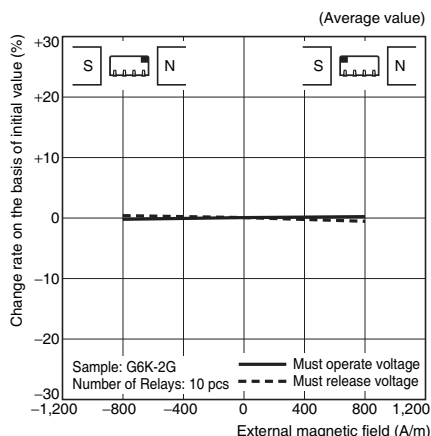 (Average value)
Change rate on the basis of initial value (%)
+30
+20
+10
0
−10
−20
−30
S N
S N
Sample: G6K-2G
Number of Relays: 10 pcs
Must operate voltage
Must release voltage
−1,200 −800 −400 0 400 800 1,200
External magnetic field (A/m)